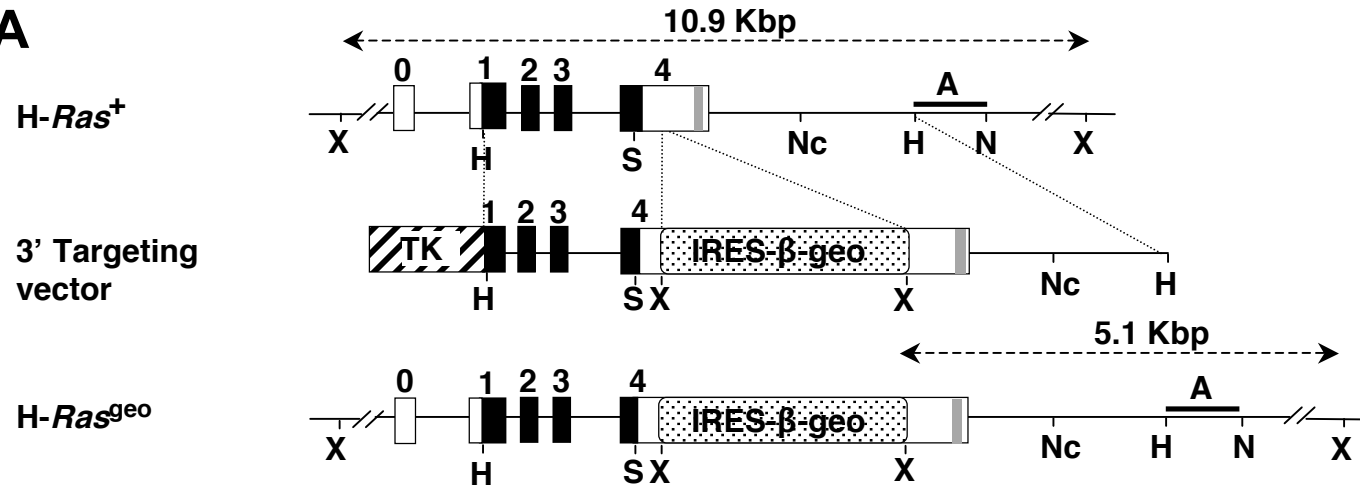 A
10.9 Kbp
0 1 2 3 4 A
H-Ras+
X H S Nc H N X
1 2 3 4
3' Targeting vector
TK IRES-β-geo
H S X X Nc H
5.1 Kbp
0 1 2 3 4 A
H-Rasgeo
IRES-β-geo
X H S X X Nc H N X